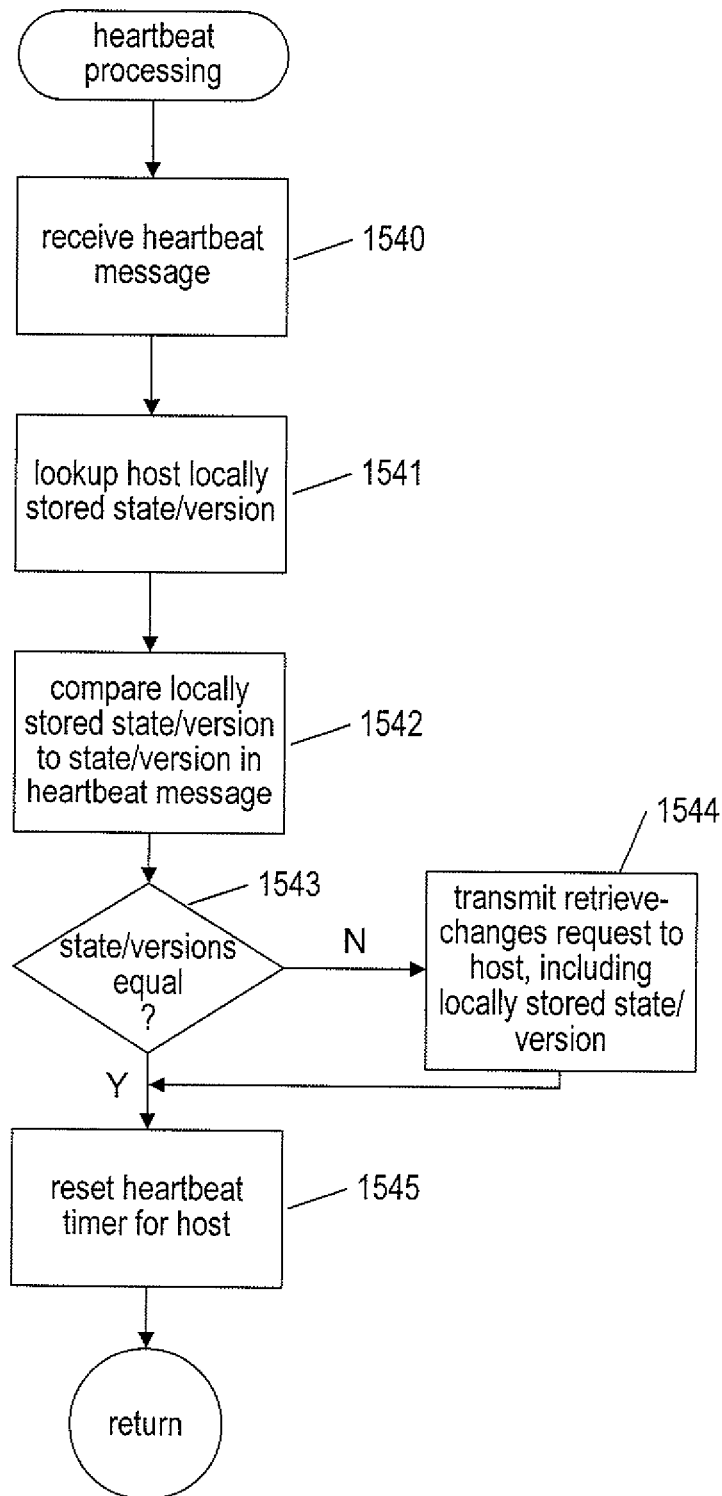 heartbeat
processing
receive heartbeat
message
1540
lookup host locally
stored state/version
1541
compare locally
stored state/version
to state/version in
heartbeat message
1542
1543
state/versions
equal
?
N
Y
1544
transmit retrieve-
changes request to
host, including
locally stored state/
version
reset heartbeat
timer for host
1545
return